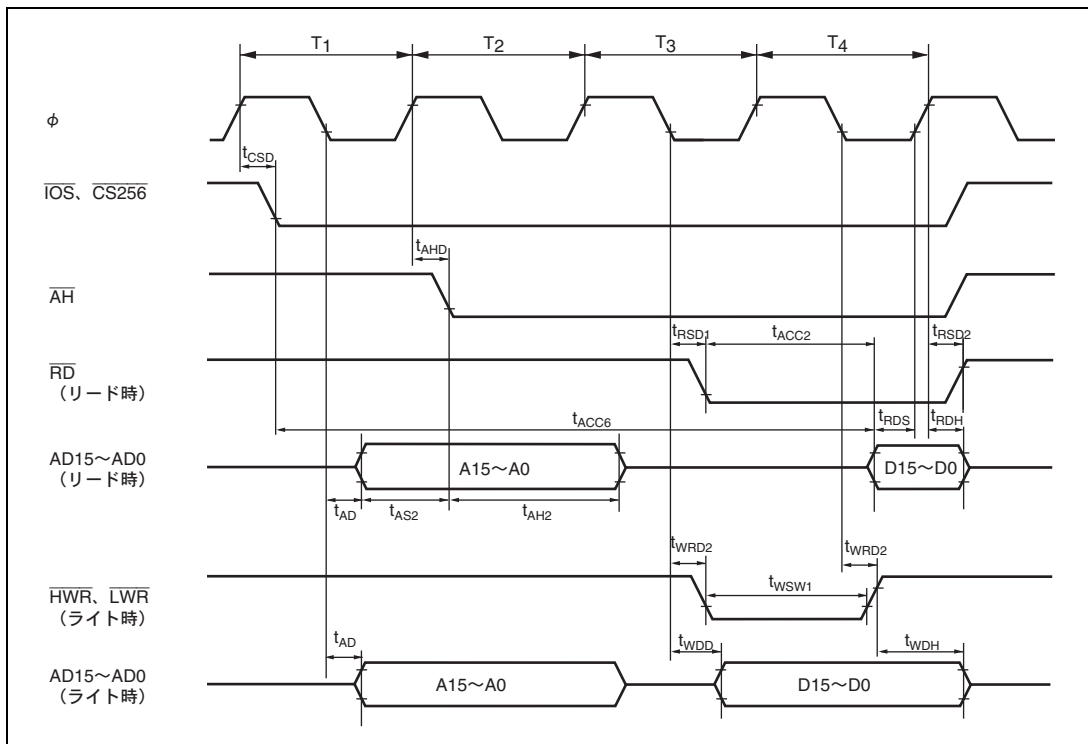 T1 T2 T3 T4
φ
tCSD
IOS、CS256
tAHD
AH
tRSD1 tACC2 tRSD2
RD
（リード時）
tACC6 tRDS tRDH
AD15～AD0
（リード時）
A15～A0 D15～D0
tAD tAS2 tAH2
tWRD2 tWRD2
HWR、LWR
（ライト時）
tWSW1
tAD tWDD tWDH
AD15～AD0
（ライト時）
A15～A0 D15～D0